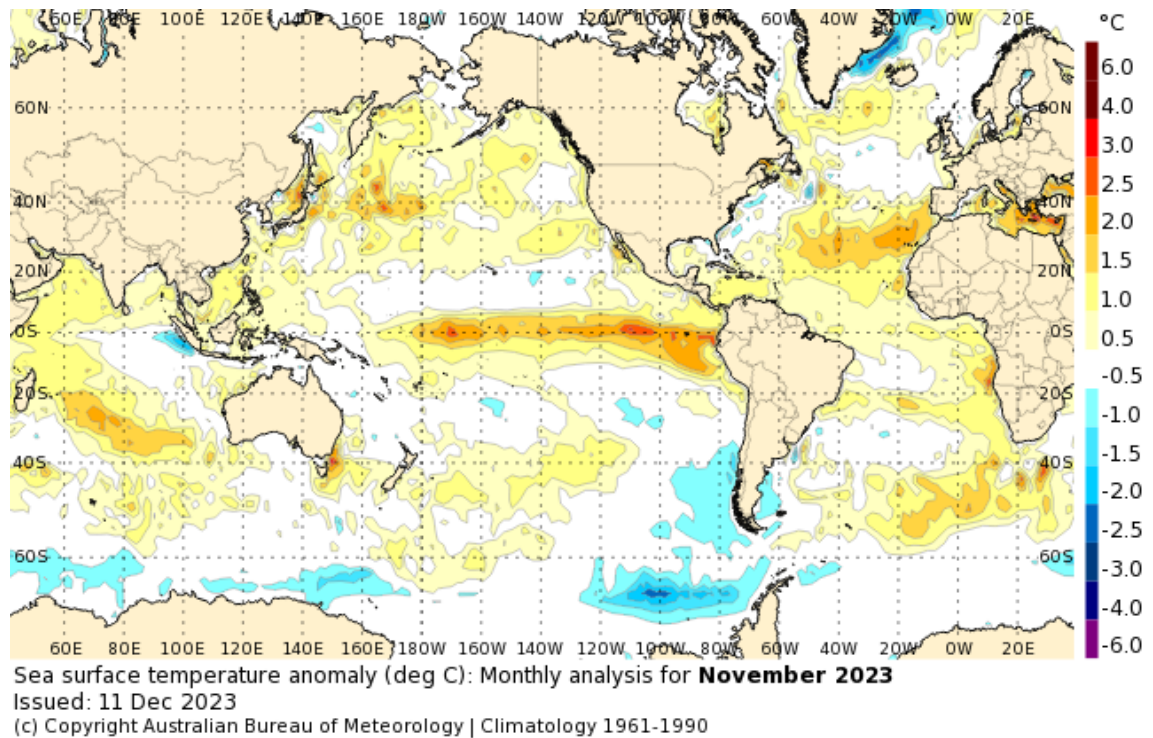 60E 80E 100E 120E 140E 160E 180W 160W 140W 120W 100W 80W 60W 40W 20W 0W 20E
°C
6.0
4.0
3.0
2.5
2.0
1.5
1.0
0.5
-0.5
-1.0
-1.5
-2.0
-2.5
-3.0
-4.0
-6.0
60N 60N
40N 40N
20N 20N
0S 0S
20S 20S
40S 40S
60S 60S
60E 80E 100E 120E 140E 160E 180W 160W 140W 120W 100W 80W 60W 40W 20W 0W 20E
Sea surface temperature anomaly (deg C): Monthly analysis for November 2023
Issued: 11 Dec 2023
(c) Copyright Australian Bureau of Meteorology | Climatology 1961-1990